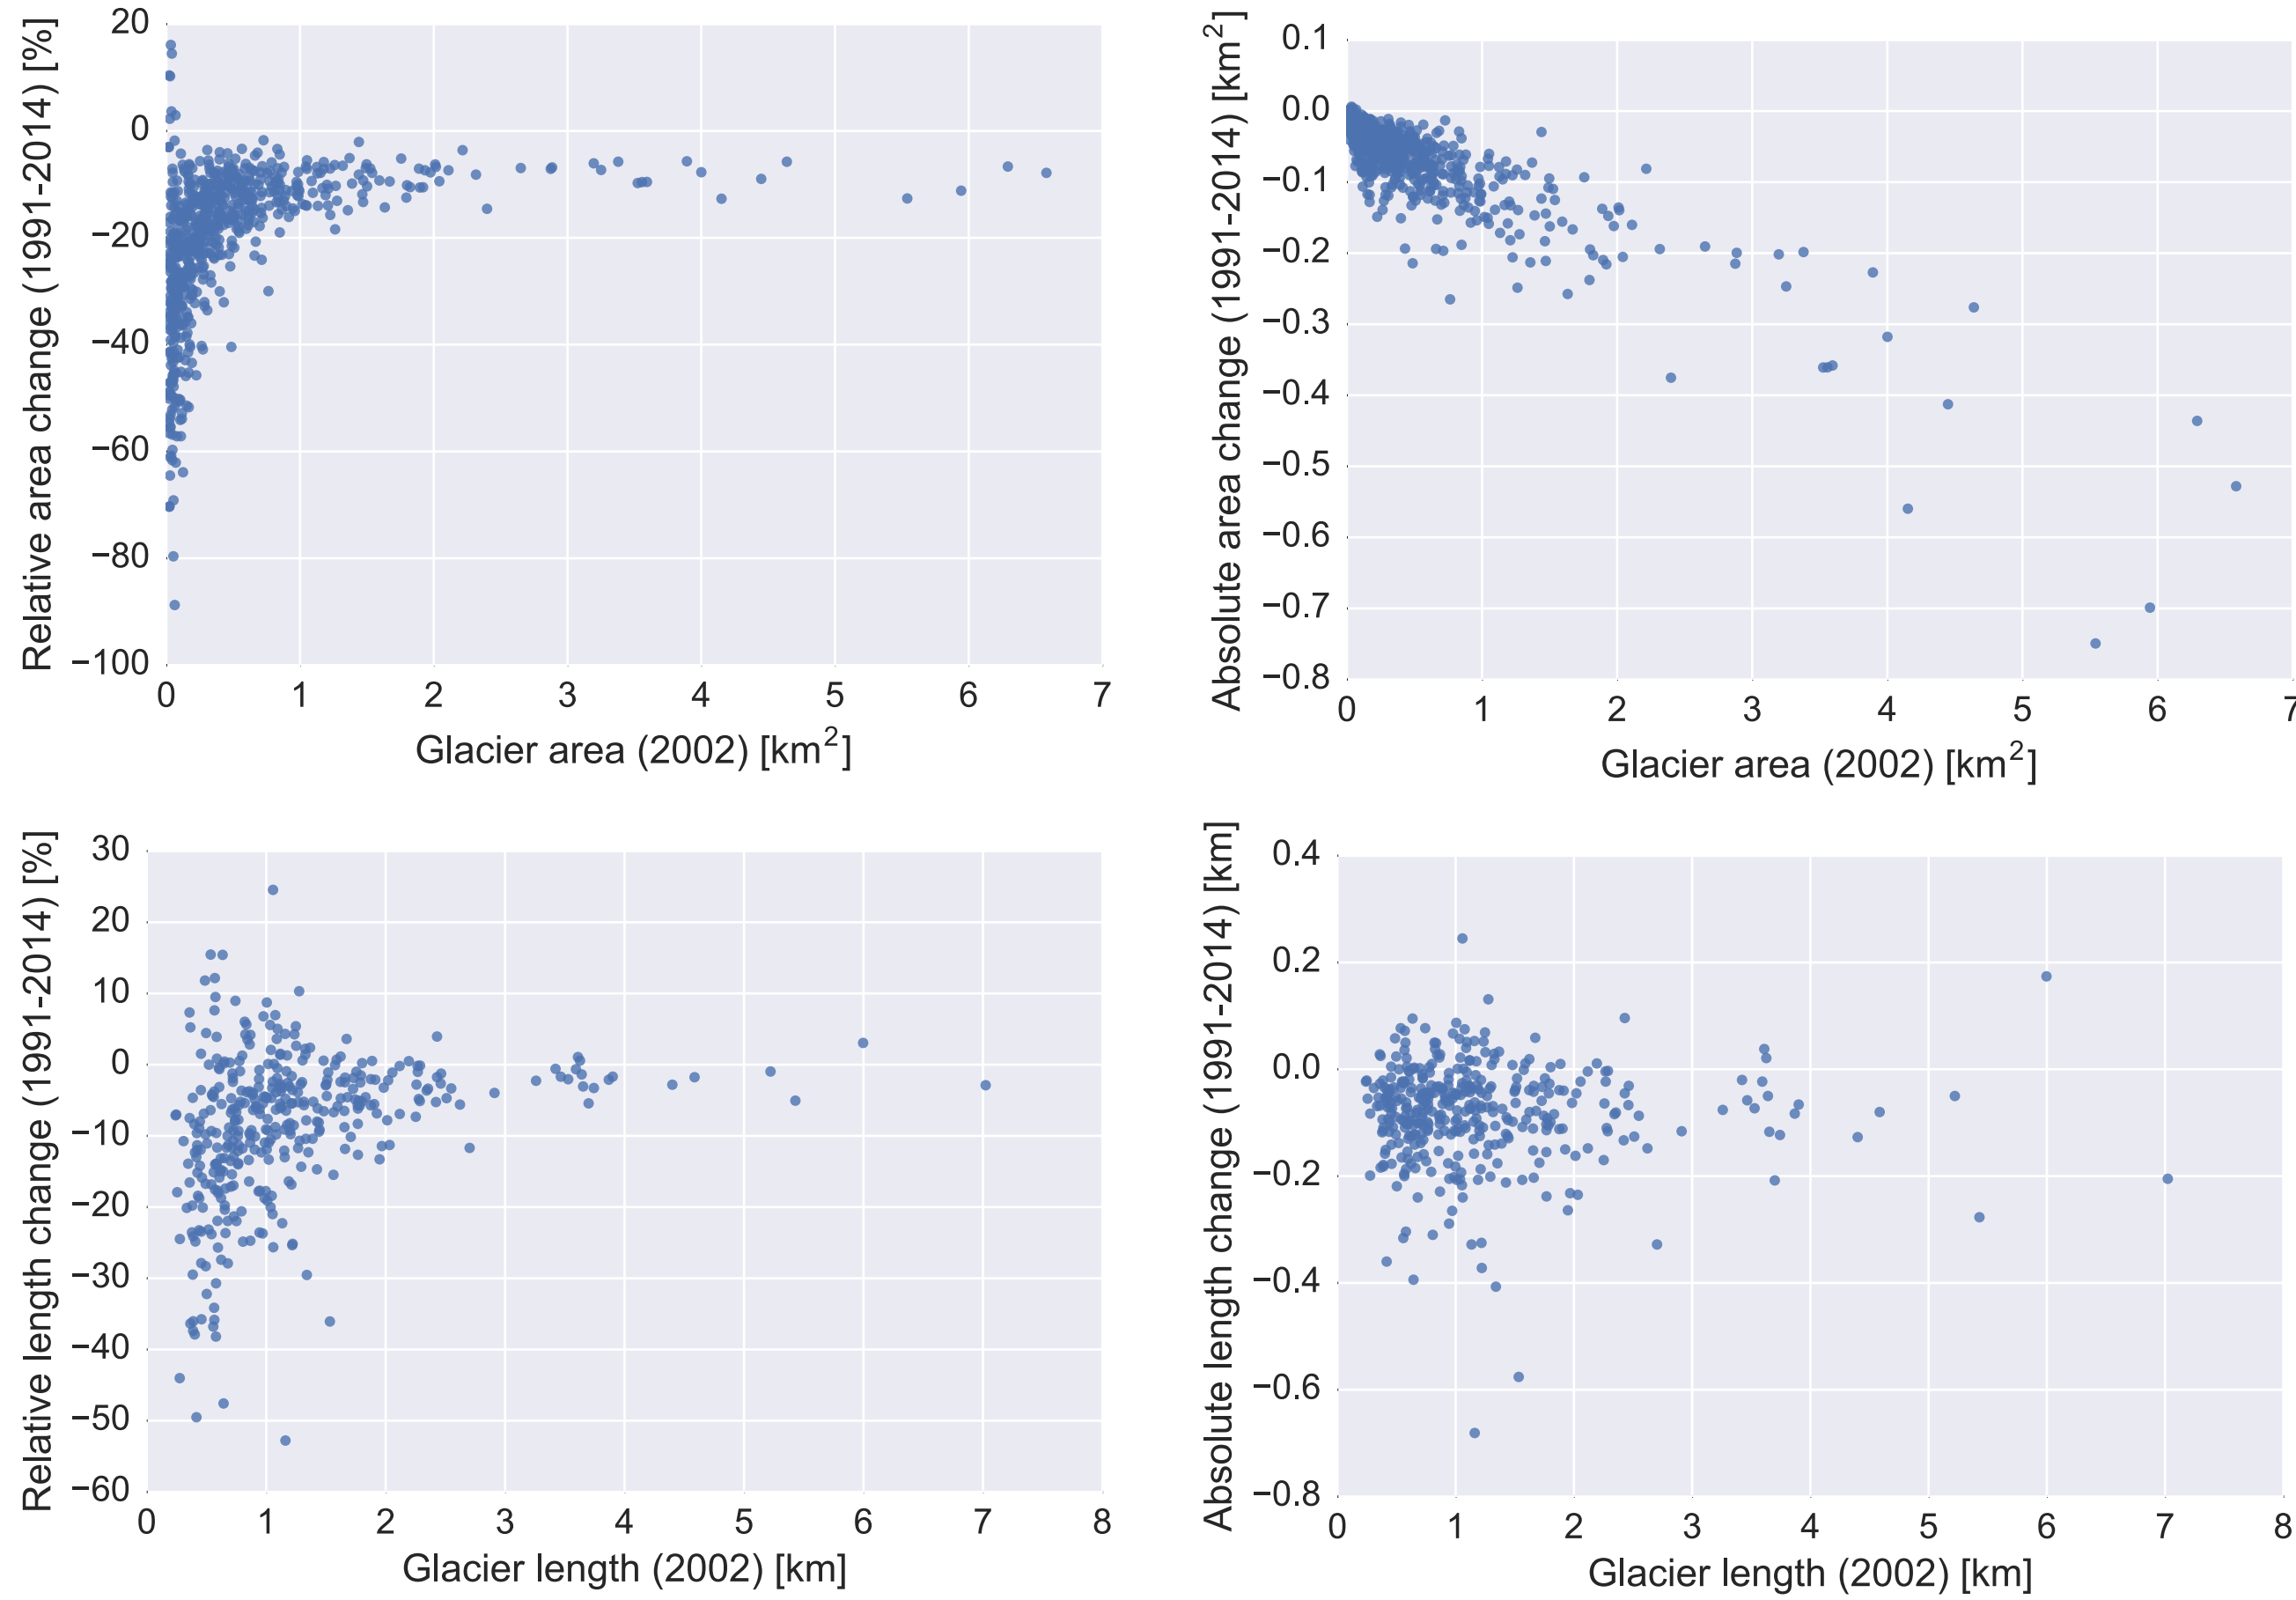 Relative area change (1991-2014) [%]
20
0
−20
−40
−60
−80
−100
0 1 2 3 4 5 6 7
Glacier area (2002) [km²]
Absolute area change (1991-2014) [km²]
0.1
0.0
−0.1
−0.2
−0.3
−0.4
−0.5
−0.6
−0.7
−0.8
0 1 2 3 4 5 6 7
Glacier area (2002) [km²]
Relative length change (1991-2014) [%]
30
20
10
0
−10
−20
−30
−40
−50
−60
0 1 2 3 4 5 6 7 8
Glacier length (2002) [km]
Absolute length change (1991-2014) [km]
0.4
0.2
0.0
−0.2
−0.4
−0.6
−0.8
0 1 2 3 4 5 6 7 8
Glacier length (2002) [km]